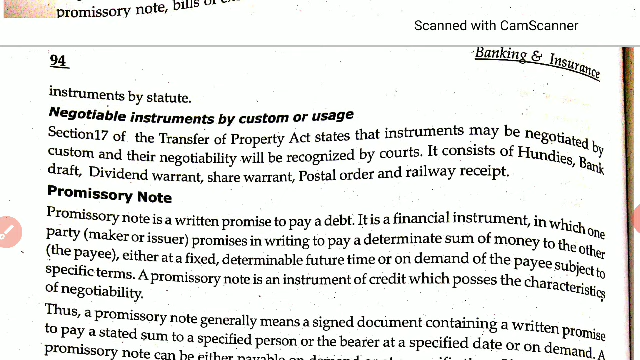 promissory note, bills of
Scanned with CamScanner
94
Banking & Insurance
instruments by statute.
Negotiable instruments by custom or usage
Section17 of the Transfer of Property Act states that instruments may be negotiated by
custom and their negotiability will be recognized by courts. It consists of Hundies, Bank
draft, Dividend warrant, share warrant, Postal order and railway receipt.
Promissory Note
Promissory note is a written promise to pay a debt. It is a financial instrument, in which one
party (maker or issuer) promises in writing to pay a determinate sum of money to the other
(the payee), either at a fixed, determinable future time or on demand of the payee subject to
specific terms. A promissory note is an instrument of credit which posses the characteristics
of negotiability.
Thus, a promissory note generally means a signed document containing a written promise
to pay a stated sum to a specified person or the bearer at a specified date or on demand. A
promissory note can be either payable on demand